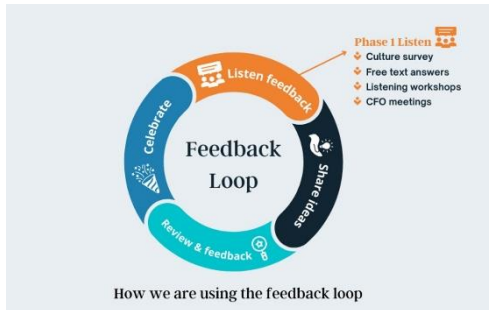 Phase 1 Listen
Culture survey
Free text answers
Listening workshops
CFO meetings
Listen feedback
Share ideas
Review & feedback
Celebrate
Feedback
Loop
How we are using the feedback loop